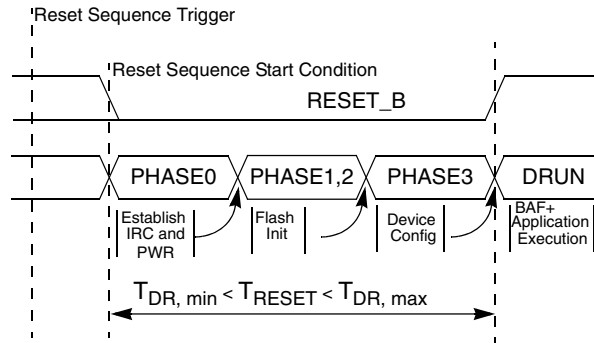 Reset Sequence Trigger
Reset Sequence Start Condition
RESET_B
PHASE0
PHASE1,2
PHASE3
DRUN
Establish
IRC and
PWR
Flash
Init
Device
Config
BAF+
Application
Execution
TDR, min < TRESET < TDR, max